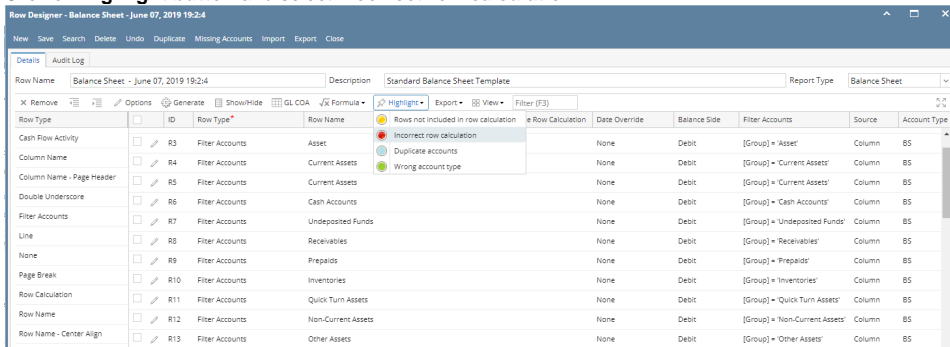 Row Designer - Balance Sheet - June 07, 2019 19:2:4
New Save Search Delete Undo Duplicate Missing Accounts Import Export Close
Details Audit Log
Row Name Balance Sheet - June 07, 2019 19:2:4 Description Standard Balance Sheet Template Report Type Balance Sheet
X Remove Options Generate Show/Hide GL COA √x Formula Highlight Export View Filter (F3)
Row Type ID Row Type* Row Name Rows not included in row calculation e Row Calculation Date Override Balance Side Filter Accounts Source Account Type
Incorrect row calculation
Cash Flow Activity R3 Filter Accounts Asset None Debit [Group] = 'Asset' Column BS
Duplicate accounts
Column Name R4 Filter Accounts Current Assets None Debit [Group] = 'Current Assets' Column BS
Wrong account type
Column Name - Page Header R5 Filter Accounts Current Assets None Debit [Group] = 'Current Assets' Column BS
Double Underscore R6 Filter Accounts Cash Accounts None Debit [Group] = 'Cash Accounts' Column BS
Filter Accounts R7 Filter Accounts Undeposited Funds None Debit [Group] = 'Undeposited Funds' Column BS
Line R8 Filter Accounts Receivables None Debit [Group] = 'Receivables' Column BS
None R9 Filter Accounts Prepaids None Debit [Group] = 'Prepaids' Column BS
Page Break R10 Filter Accounts Inventories None Debit [Group] = 'Inventories' Column BS
Row Calculation R11 Filter Accounts Quick Turn Assets None Debit [Group] = 'Quick Turn Assets' Column BS
Row Name R12 Filter Accounts Non-Current Assets None Debit [Group] = 'Non-Current Assets' Column BS
Row Name - Center Align R13 Filter Accounts Other Assets None Debit [Group] = 'Other Assets' Column BS